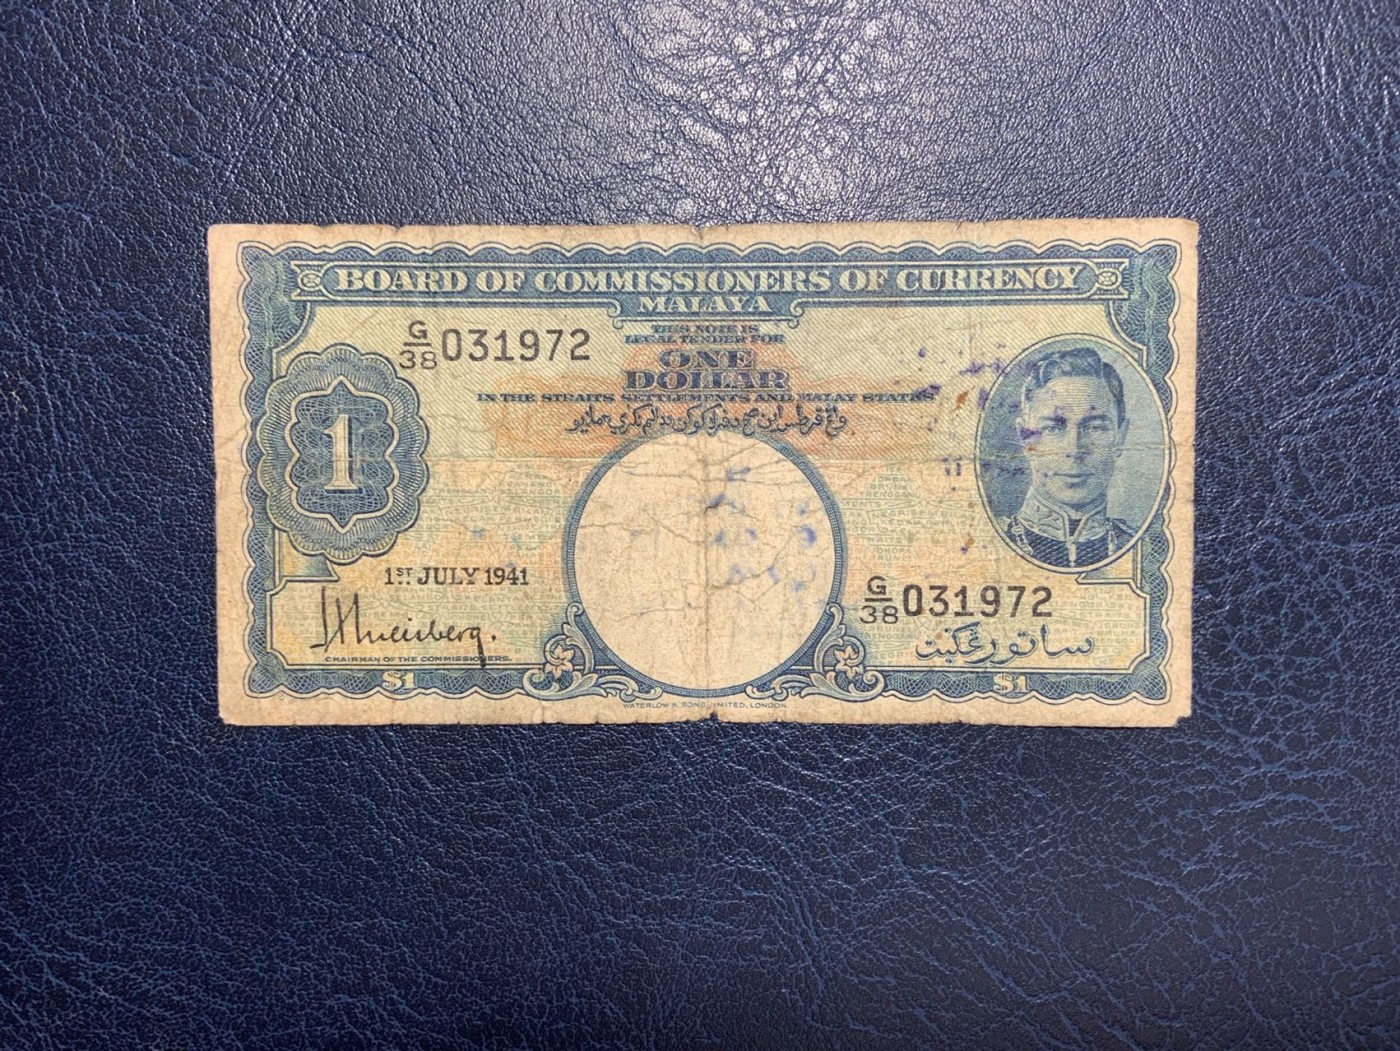 BOARD OF COMMISSIONERS OF CURRENCY
MALAYA
G/38 031972
THIS NOTE IS
LEGAL TENDER FOR
ONE
DOLLAR
IN THE STRAITS SETTLEMENTS AND MALAY STATES
1
1ST JULY 1941
G/38 031972
CHAIRMAN OF THE COMMISSIONERS.
ساتو رڠݢيت
$1
$1
WATERLOW & SONS LIMITED, LONDON.